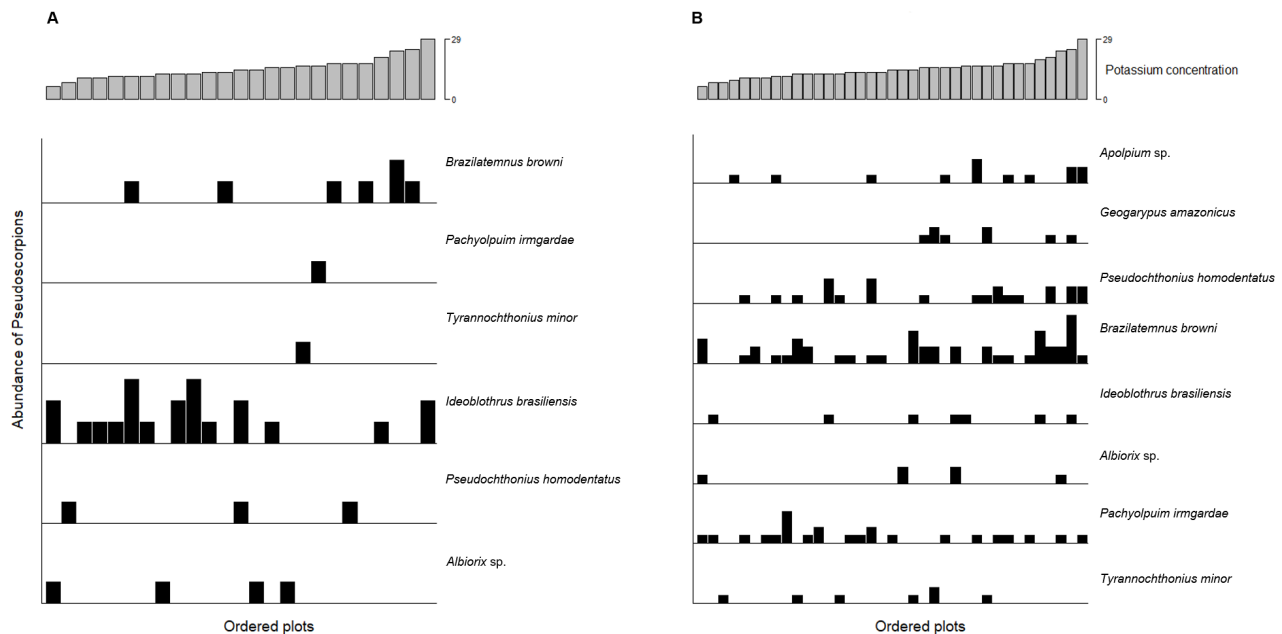 A
29
0
Abundance of Pseudoscorpions
Brazilatemnus browni
Pachyolpuim irmgardae
Tyrannochthonius minor
Ideoblothrus brasiliensis
Pseudochthonius homodentatus
Albiorix sp.
Ordered plots
B
29
Potassium concentration
0
Apolpium sp.
Geogarypus amazonicus
Pseudochthonius homodentatus
Brazilatemnus browni
Ideoblothrus brasiliensis
Albiorix sp.
Pachyolpuim irmgardae
Tyrannochthonius minor
Ordered plots